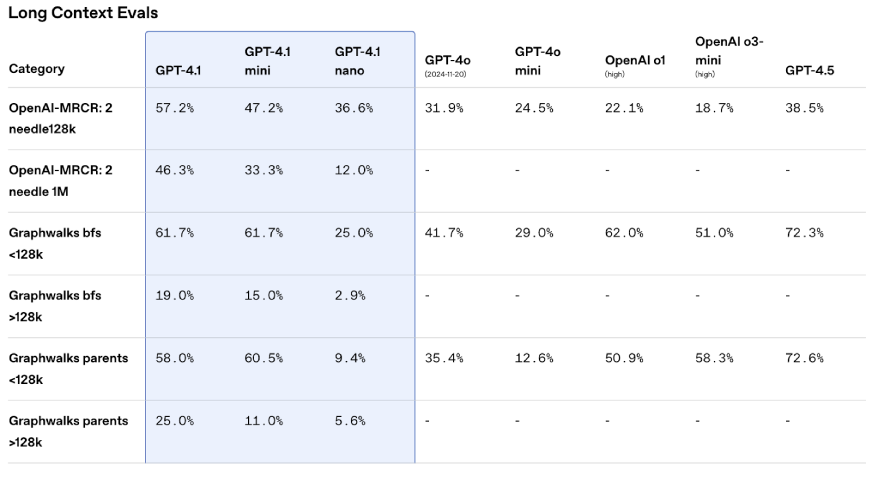 Long Context Evals
Category GPT-4.1 GPT-4.1 mini GPT-4.1 nano GPT-4o (2024-11-20) GPT-4o mini OpenAI o1 (high) OpenAI o3-mini (high) GPT-4.5
OpenAI-MRCR: 2 needle128k 57.2% 47.2% 36.6% 31.9% 24.5% 22.1% 18.7% 38.5%
OpenAI-MRCR: 2 needle 1M 46.3% 33.3% 12.0% - - - - -
Graphwalks bfs <128k 61.7% 61.7% 25.0% 41.7% 29.0% 62.0% 51.0% 72.3%
Graphwalks bfs >128k 19.0% 15.0% 2.9% - - - - -
Graphwalks parents <128k 58.0% 60.5% 9.4% 35.4% 12.6% 50.9% 58.3% 72.6%
Graphwalks parents >128k 25.0% 11.0% 5.6% - - - - -